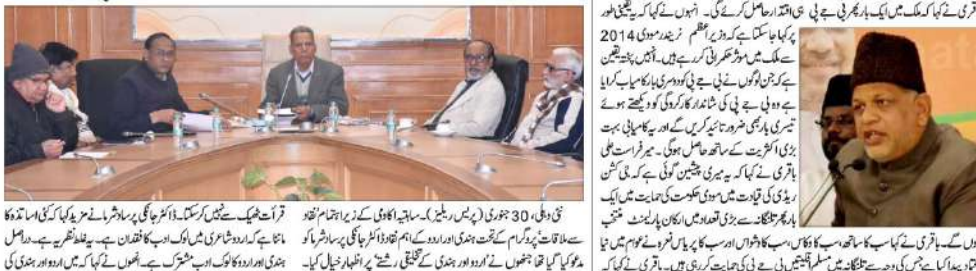 نئی دہلی، 30 جنوری (پریس ریلیز)۔ ساہتیہ اکادمی کے زیر اہتمام نقاد
سے ملاقات پروگرام کے تحت ہندی اور اردو کے اہم نقاد ڈاکٹر جانکی پرساد شرما کو
مدعو کیا گیا تھا جنھوں نے 'اردو اور ہندی کے تخلیقی رشتے' پر اظہار خیال کیا۔
قرأت ٹھیک سے نہیں کر سکتا۔ ڈاکٹر جانکی پرساد شرما نے مزید کہا کہ کئی اساتذہ کا
ماننا ہے کہ اردو شاعری میں لوک ادب کا فقدان ہے۔ یہ غلط نظریہ ہے۔ دراصل
ہندی اور اردو کا لوک ادب مشترک ہے۔ انھوں نے کہا کہ میں اردو اور ہندی کی
قری نے کہا کہ ملک میں ایک بار پھر بی جے پی ہی اقتدار حاصل کرے گی۔ انہوں نے کہا کہ یہ یقینی طور
پر کہا جا سکتا ہے کہ وزیر اعظم نریندر مودی 2014
سے ملک میں موثر حکمرانی کر رہے ہیں۔ انہیں پختہ یقین
ہے کہ جن لوگوں نے بی جے پی کو دوسری بار کامیاب کرایا
ہے وہ بی جے پی کی شاندار کارکردگی کو دیکھتے ہوئے
تیسری بار بھی ضرور تائید کریں گے اور یہ کامیابی بہت
بڑی اکثریت کے ساتھ حاصل ہوگی۔ میر فراست علی
باقری نے کہا کہ یہ میری پیشین گوئی ہے کہ جی کشن
ریڈی کی قیادت میں مودی حکومت کی حمایت میں ایک
بار پھر تلنگانہ سے بڑی تعداد میں ارکان پارلیمنٹ منتخب
ہوں گے۔ باقری نے کہا سب کا ساتھ، سب کا وکاس، سب کا وشواس اور سب کا پریاس نعرہ نے عوام میں نیا
پیدا کیا ہے جس کی وجہ سے تلنگانہ میں مسلم اقلیتیں بی جے پی کی حمایت کر رہی ہیں۔ باقری نے کہا کہ